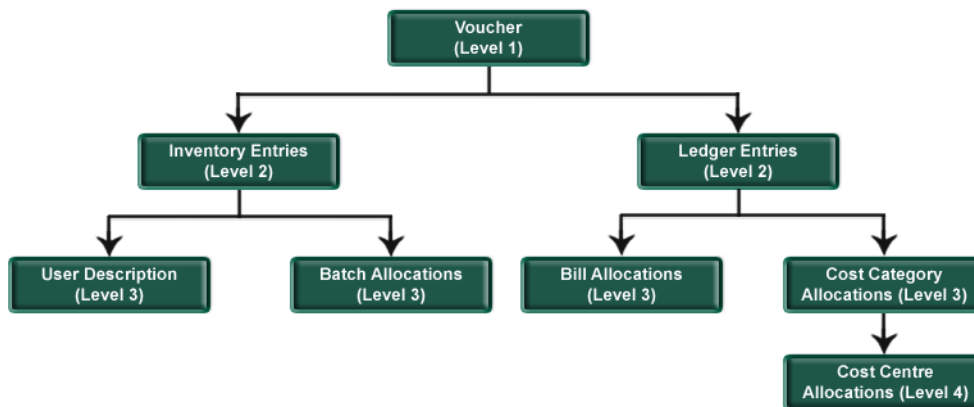 Voucher
(Level 1)
Inventory Entries
(Level 2)
Ledger Entries
(Level 2)
User Description
(Level 3)
Batch Allocations
(Level 3)
Bill Allocations
(Level 3)
Cost Category
Allocations (Level 3)
Cost Centre
Allocations (Level 4)